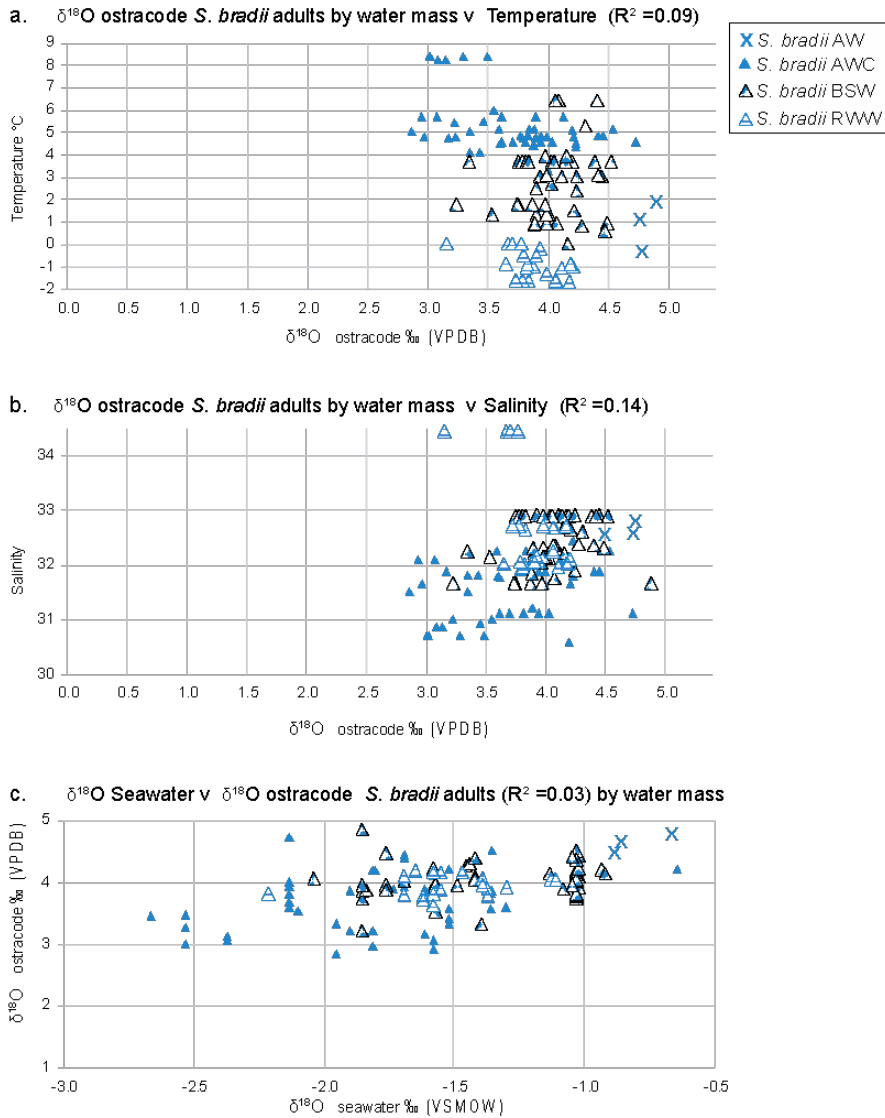 a. δ18O ostracode S. bradii adults by water mass v Temperature (R2 =0.09)
S. bradii AW
S. bradii AWC
S. bradii BSW
S. bradii RWW
Temperature °C
9
8
7
6
5
4
3
2
1
0
-1
-2
0.0 0.5 1.0 1.5 2.0 2.5 3.0 3.5 4.0 4.5 5.0
δ18O ostracode ‰ (VPDB)
b. δ18O ostracode S. bradii adults by water mass v Salinity (R2 =0.14)
Salinity
34
33
32
31
30
0.0 0.5 1.0 1.5 2.0 2.5 3.0 3.5 4.0 4.5 5.0
δ18O ostracode ‰ (VPDB)
c. δ18O Seawater v δ18O ostracode S. bradii adults (R2 =0.03) by water mass
δ18O ostracode ‰ (VPDB)
5
4
3
2
1
-3.0 -2.5 -2.0 -1.5 -1.0 -0.5
δ18O seawater ‰ (VSMOW)